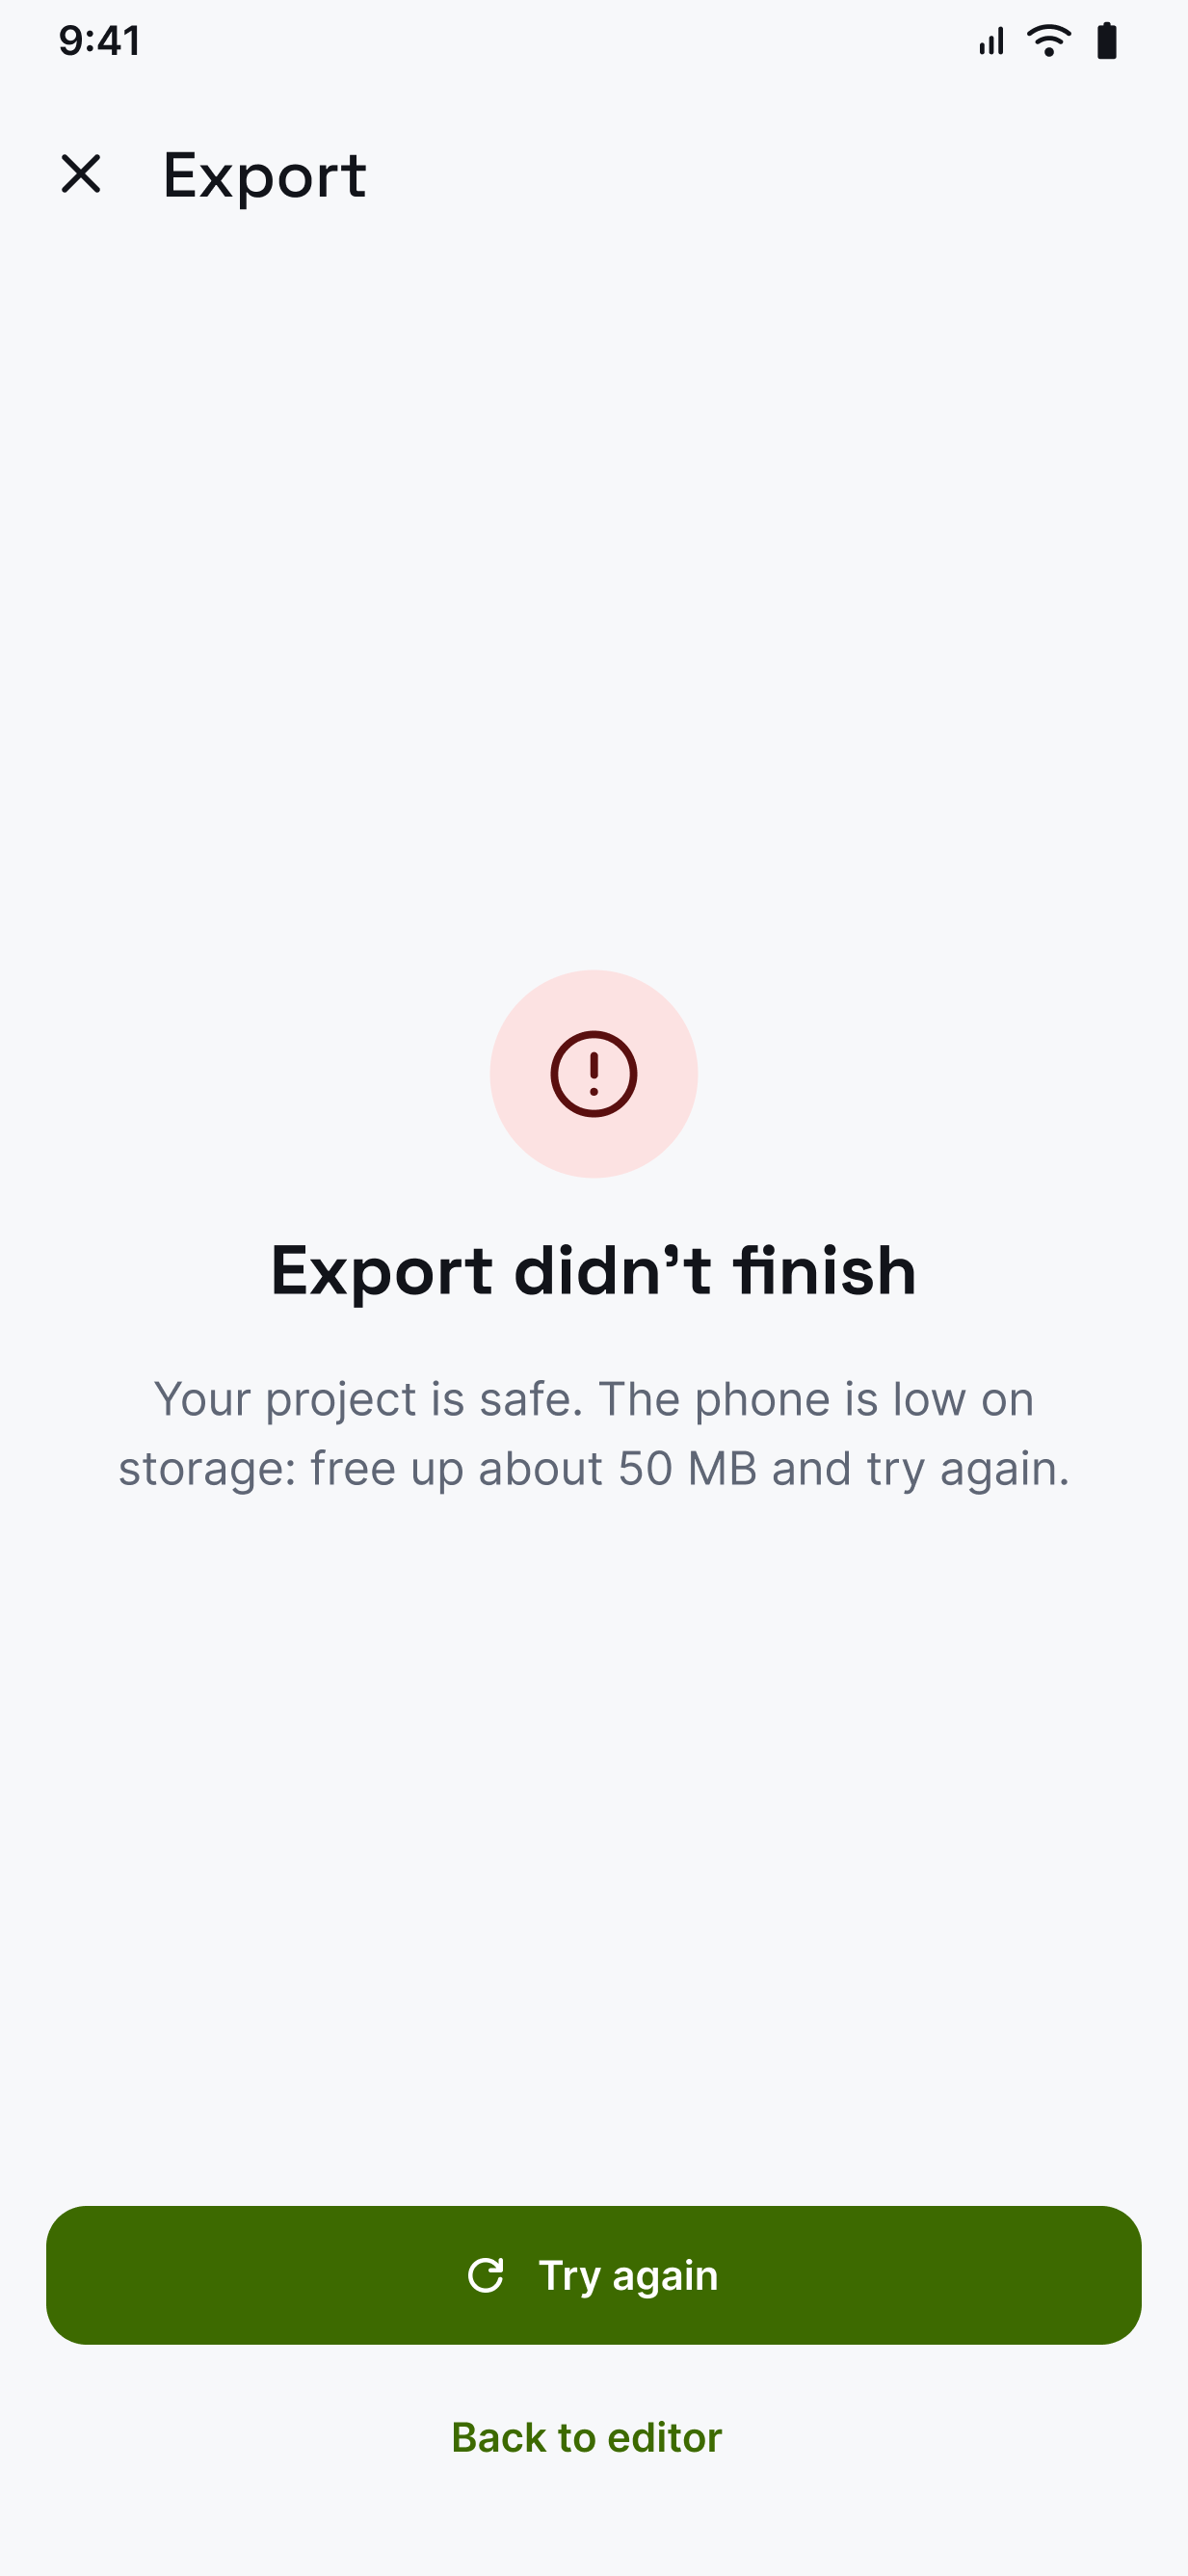 9:41
Export
Export didn’t finish
Your project is safe. The phone is low on
storage: free up about 50 MB and try again.
Try again
Back to editor